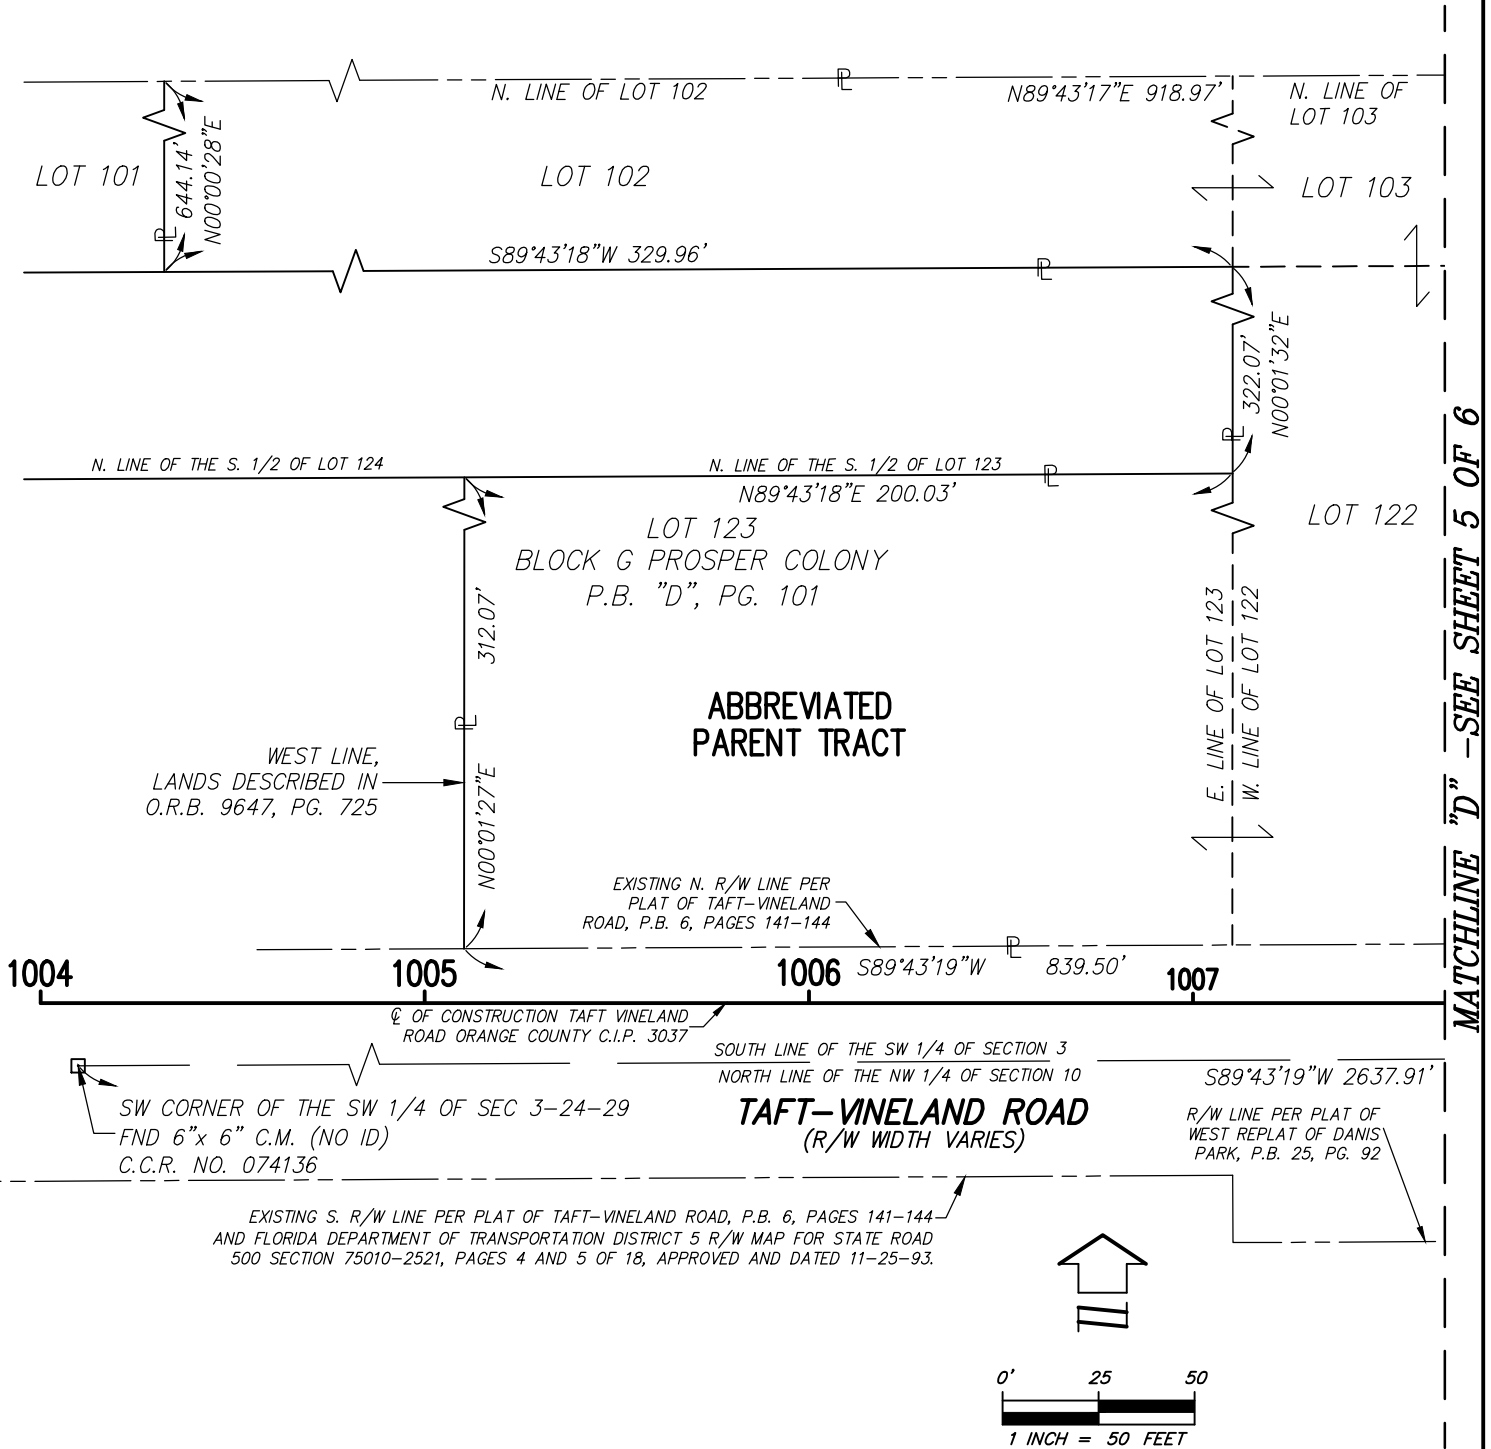 N. LINE OF LOT 102
N89°43'17"E 918.97'
N. LINE OF
LOT 103
LOT 101
644.14'
N00°00'28"E
LOT 102
LOT 103
S89°43'18"W 329.96'
322.07'
N00°01'32"E
N. LINE OF THE S. 1/2 OF LOT 124
N. LINE OF THE S. 1/2 OF LOT 123
N89°43'18"E 200.03'
LOT 123
BLOCK G PROSPER COLONY
P.B. "D", PG. 101
LOT 122
312.07'
N00°01'27"E
E. LINE OF LOT 123
W. LINE OF LOT 122
ABBREVIATED
PARENT TRACT
WEST LINE,
LANDS DESCRIBED IN
O.R.B. 9647, PG. 725
EXISTING N. R/W LINE PER
PLAT OF TAFT-VINELAND
ROAD, P.B. 6, PAGES 141-144
S89°43'19"W 839.50'
1004
1005
1006
1007
℄ OF CONSTRUCTION TAFT VINELAND
ROAD ORANGE COUNTY C.I.P. 3037
SOUTH LINE OF THE SW 1/4 OF SECTION 3
NORTH LINE OF THE NW 1/4 OF SECTION 10
S89°43'19"W 2637.91'
SW CORNER OF THE SW 1/4 OF SEC 3-24-29
FND 6"x 6" C.M. (NO ID)
C.C.R. NO. 074136
TAFT-VINELAND ROAD
(R/W WIDTH VARIES)
R/W LINE PER PLAT OF
WEST REPLAT OF DANIS
PARK, P.B. 25, PG. 92
EXISTING S. R/W LINE PER PLAT OF TAFT-VINELAND ROAD, P.B. 6, PAGES 141-144
AND FLORIDA DEPARTMENT OF TRANSPORTATION DISTRICT 5 R/W MAP FOR STATE ROAD
500 SECTION 75010-2521, PAGES 4 AND 5 OF 18, APPROVED AND DATED 11-25-93.
MATCHLINE "D" -SEE SHEET 5 OF 6
0' 25 50
1 INCH = 50 FEET